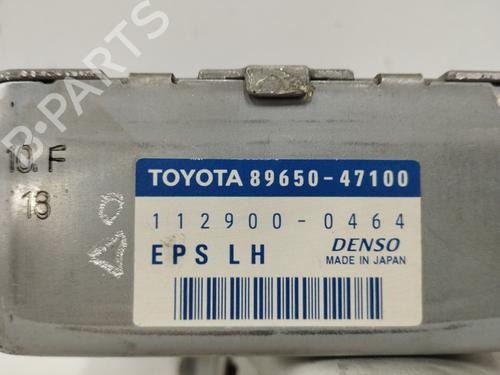 B-PARTS
10. F
18
TOYOTA 89650-47100
112900-0464
EPS LH DENSO
MADE IN JAPAN